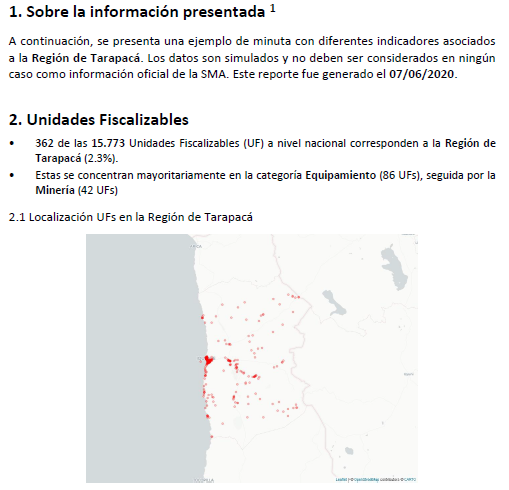 1. Sobre la información presentada 1
A continuación, se presenta una ejemplo de minuta con diferentes indicadores asociados
a la Región de Tarapacá. Los datos son simulados y no deben ser considerados en ningún
caso como información oficial de la SMA. Este reporte fue generado el 07/06/2020.
2. Unidades Fiscalizables
• 362 de las 15.773 Unidades Fiscalizables (UF) a nivel nacional corresponden a la Región de
Tarapacá (2.3%).
• Estas se concentran mayoritariamente en la categoría Equipamiento (86 UFs), seguida por la
Minería (42 UFs)
2.1 Localización UFs en la Región de Tarapacá
Leaflet | © OpenStreetMap contributors © CARTO